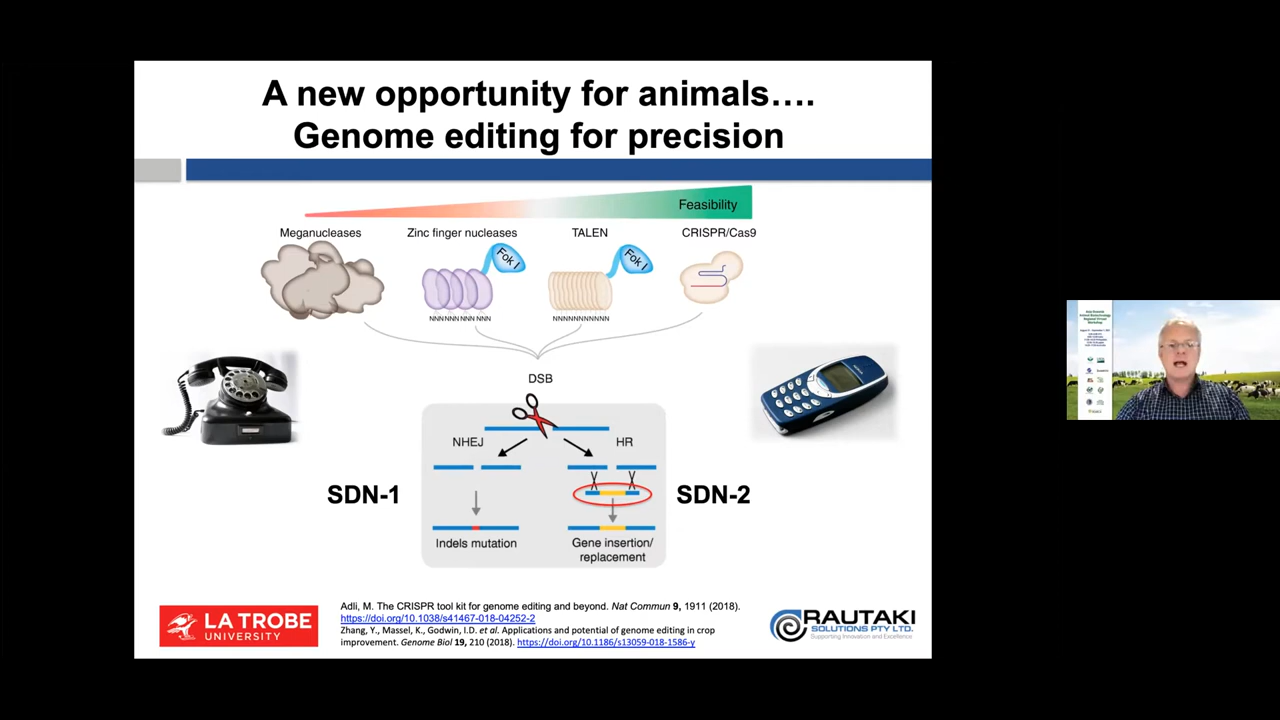 A new opportunity for animals….
Genome editing for precision
Feasibility
Meganucleases
Zinc finger nucleases
TALEN
CRISPR/Cas9
Fok I
Fok I
NNNNNN NNN NNN
NNNNNNNNNNN
DSB
NHEJ
HR
SDN-1
SDN-2
Indels mutation
Gene insertion/
replacement
LA TROBE
UNIVERSITY
Adli, M. The CRISPR tool kit for genome editing and beyond. Nat Commun 9, 1911 (2018).
https://doi.org/10.1038/s41467-018-04252-2
Zhang, Y., Massel, K., Godwin, I.D. et al. Applications and potential of genome editing in crop
improvement. Genome Biol 19, 210 (2018). https://doi.org/10.1186/s13059-018-1586-y
RAUTAKI
SOLUTIONS PTY LTD.
Supporting Innovation and Excellence